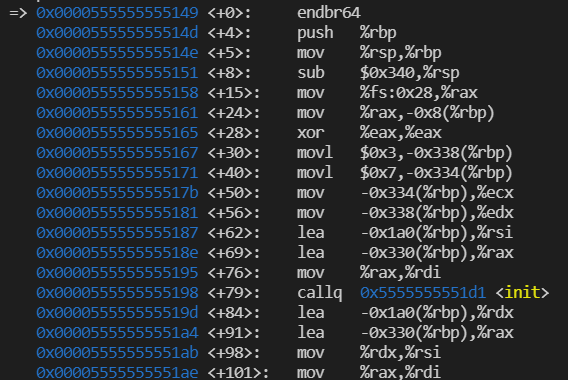 => 0x0000555555555149 <+0>: endbr64
0x000055555555514d <+4>: push %rbp
0x000055555555514e <+5>: mov %rsp,%rbp
0x0000555555555151 <+8>: sub $0x340,%rsp
0x0000555555555158 <+15>: mov %fs:0x28,%rax
0x0000555555555161 <+24>: mov %rax,-0x8(%rbp)
0x0000555555555165 <+28>: xor %eax,%eax
0x0000555555555167 <+30>: movl $0x3,-0x338(%rbp)
0x0000555555555171 <+40>: movl $0x7,-0x334(%rbp)
0x000055555555517b <+50>: mov -0x334(%rbp),%ecx
0x0000555555555181 <+56>: mov -0x338(%rbp),%edx
0x0000555555555187 <+62>: lea -0x1a0(%rbp),%rsi
0x000055555555518e <+69>: lea -0x330(%rbp),%rax
0x0000555555555195 <+76>: mov %rax,%rdi
0x0000555555555198 <+79>: callq 0x5555555551d1 <init>
0x000055555555519d <+84>: lea -0x1a0(%rbp),%rdx
0x00005555555551a4 <+91>: lea -0x330(%rbp),%rax
0x00005555555551ab <+98>: mov %rdx,%rsi
0x00005555555551ae <+101>: mov %rax,%rdi